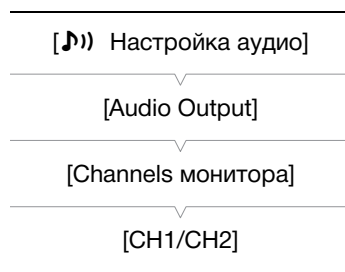 [♪)) Настройка аудио]
[Audio Output]
[Channels монитора]
[CH1/CH2]